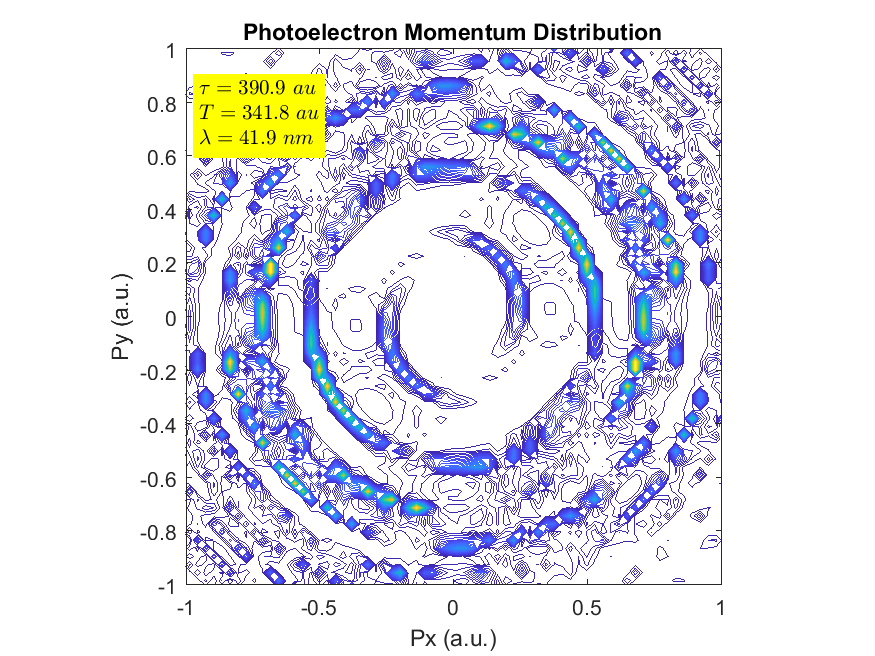 Photoelectron Momentum Distribution
τ = 390.9 au
T = 341.8 au
λ = 41.9 nm
Py (a.u.)
1
0.8
0.6
0.4
0.2
0
-0.2
-0.4
-0.6
-0.8
-1
-1
-0.5
0
0.5
1
Px (a.u.)